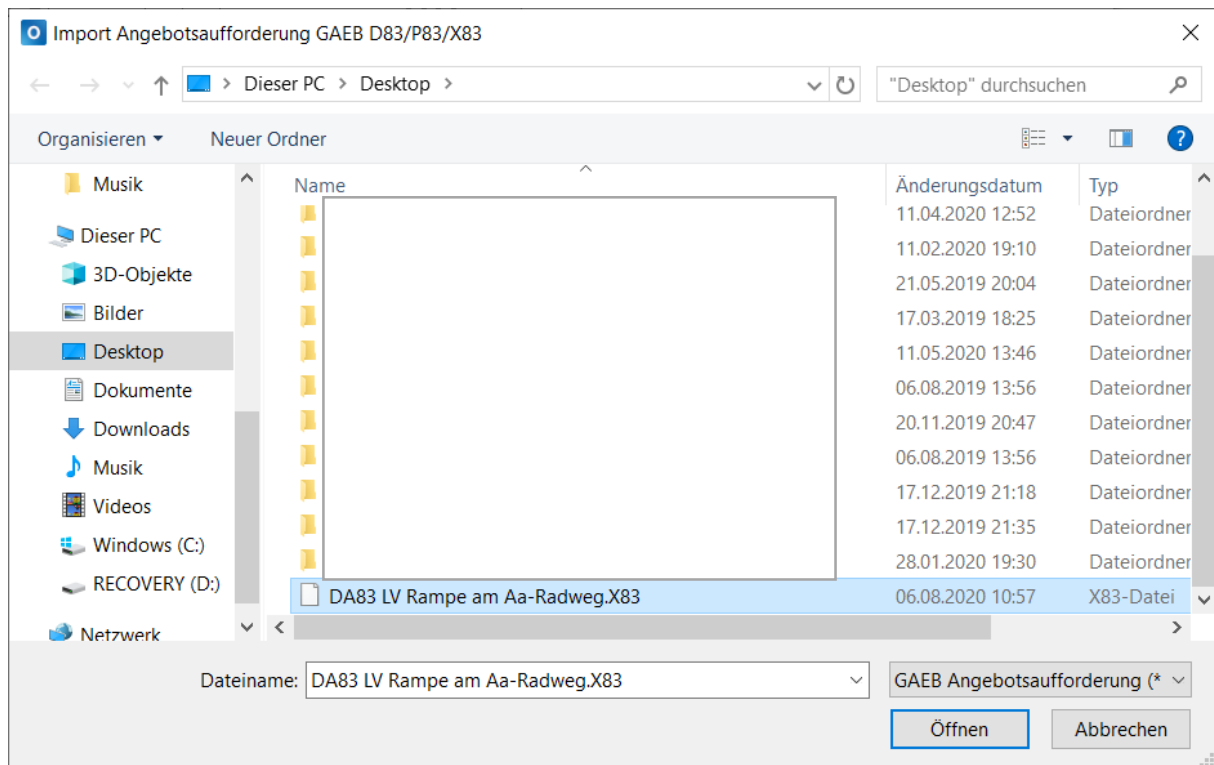 Import Angebotsaufforderung GAEB D83/P83/X83
Dieser PC > Desktop >
"Desktop" durchsuchen
Organisieren
Neuer Ordner
?
Musik
Dieser PC
3D-Objekte
Bilder
Desktop
Dokumente
Downloads
Musik
Videos
Windows (C:)
RECOVERY (D:)
Netzwerk
Name Änderungsdatum Typ
11.04.2020 12:52 Dateiordner
11.02.2020 19:10 Dateiordner
21.05.2019 20:04 Dateiordner
17.03.2019 18:25 Dateiordner
11.05.2020 13:46 Dateiordner
06.08.2019 13:56 Dateiordner
20.11.2019 20:47 Dateiordner
06.08.2019 13:56 Dateiordner
17.12.2019 21:18 Dateiordner
17.12.2019 21:35 Dateiordner
28.01.2020 19:30 Dateiordner
DA83 LV Rampe am Aa-Radweg.X83 06.08.2020 10:57 X83-Datei
Dateiname: DA83 LV Rampe am Aa-Radweg.X83
GAEB Angebotsaufforderung (*
Öffnen
Abbrechen